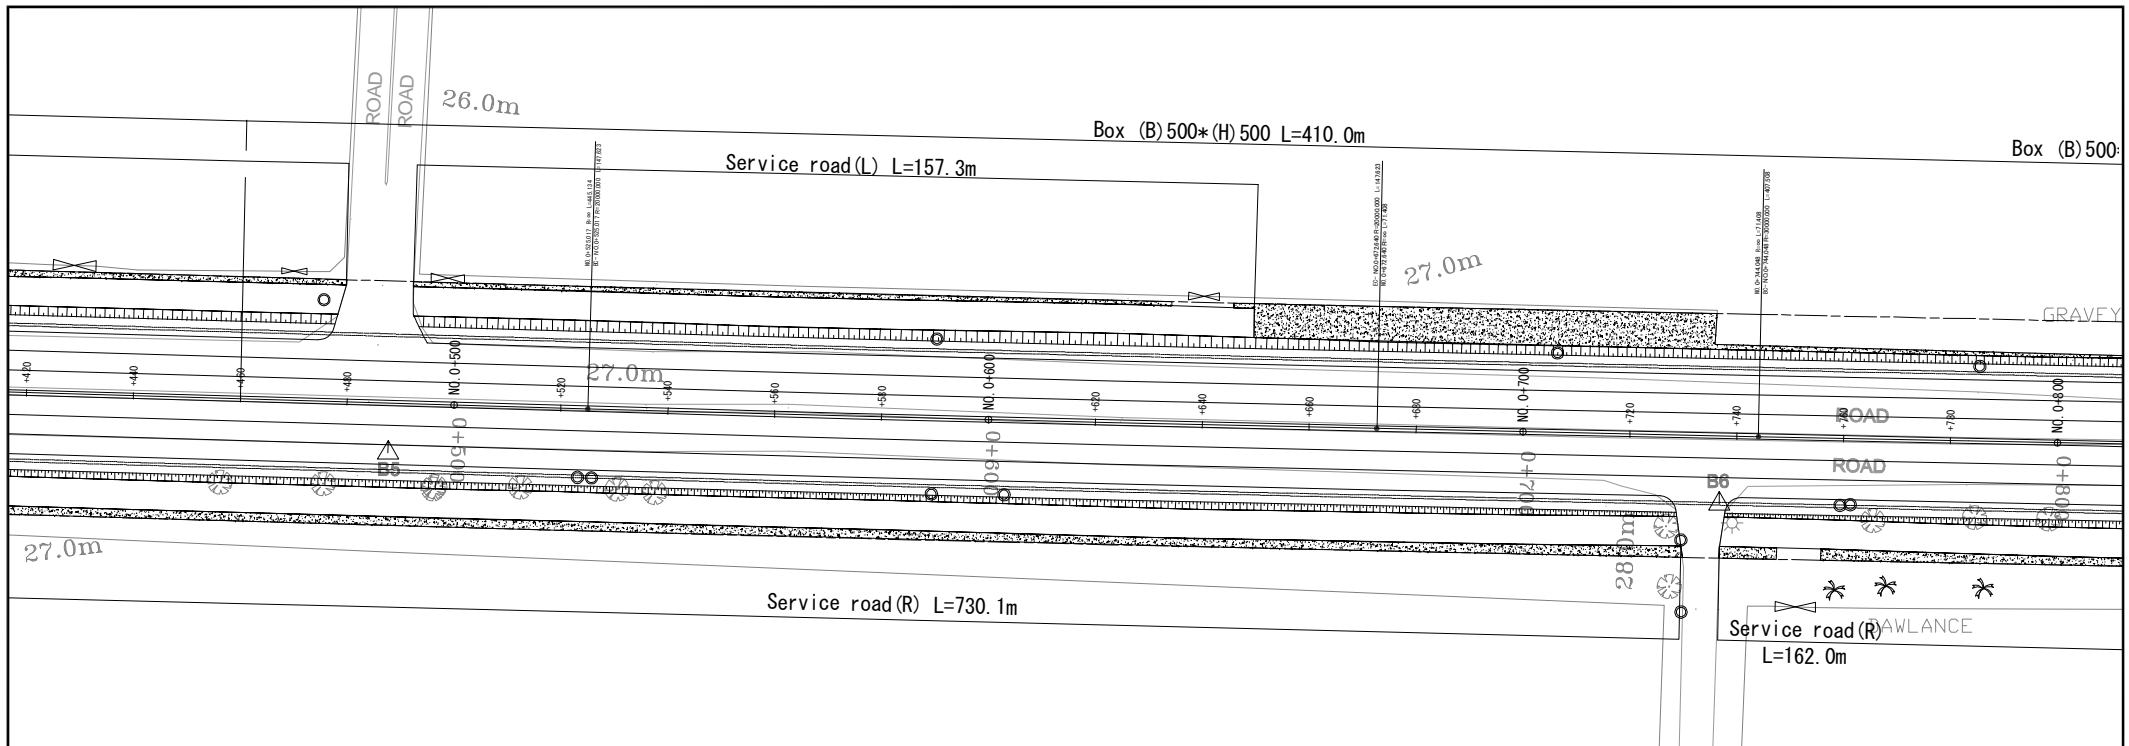 ROAD
ROAD
26.0m
Box (B)500*(H)500 L=410.0m
Box (B)500
Service road(L) L=157.3m
27.0m
GRAVEY
+420
+440
+460
+480
NO.0+500
+520
27.0m
+540
+560
+580
NO.0+600
+620
+640
+660
+680
NO.0+700
+720
+740
+760
ROAD
+780
NO.0+800
B5
0+500
0+600
0+700
B6
ROAD
0+800
27.0m
Service road(R) L=730.1m
Service road(R)
L=162.0m
DAWLANCE